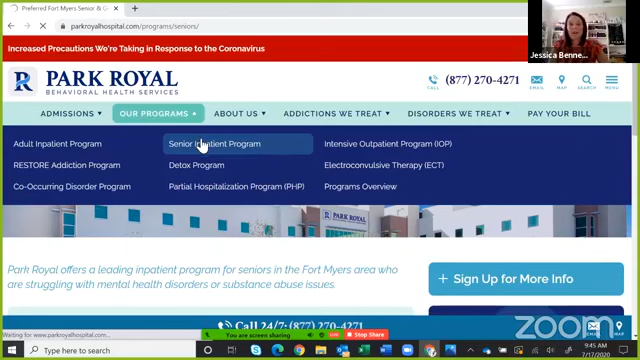 Preferred Fort Myers Senior & G
parkroyalhospital.com/programs/seniors/
Jessica Benne...
Increased Precautions We're Taking in Response to the Coronavirus
PARK ROYAL
BEHAVIORAL HEALTH SERVICES
CALL
(877) 270-4271
EMAIL
MAP
SEARCH
MENU
ADMISSIONS
OUR PROGRAMS
ABOUT US
ADDICTIONS WE TREAT
DISORDERS WE TREAT
PAY YOUR BILL
Adult Inpatient Program
Senior Inpatient Program
Intensive Outpatient Program (IOP)
RESTORE Addiction Program
Detox Program
Electroconvulsive Therapy (ECT)
Co-Occurring Disorder Program
Partial Hospitalization Program (PHP)
Programs Overview
PARK ROYAL
Park Royal offers a leading inpatient program for seniors in the Fort Myers area who
are struggling with mental health disorders or substance abuse issues.
+ Sign Up for More Info
Call 24/7: (877) 270-4271
EMAIL
MAP
Waiting for www.parkroyalhospital.com...
You are screen sharing
LIVE
Stop Share
zoom
Type here to search
9:45 AM
7/17/2020